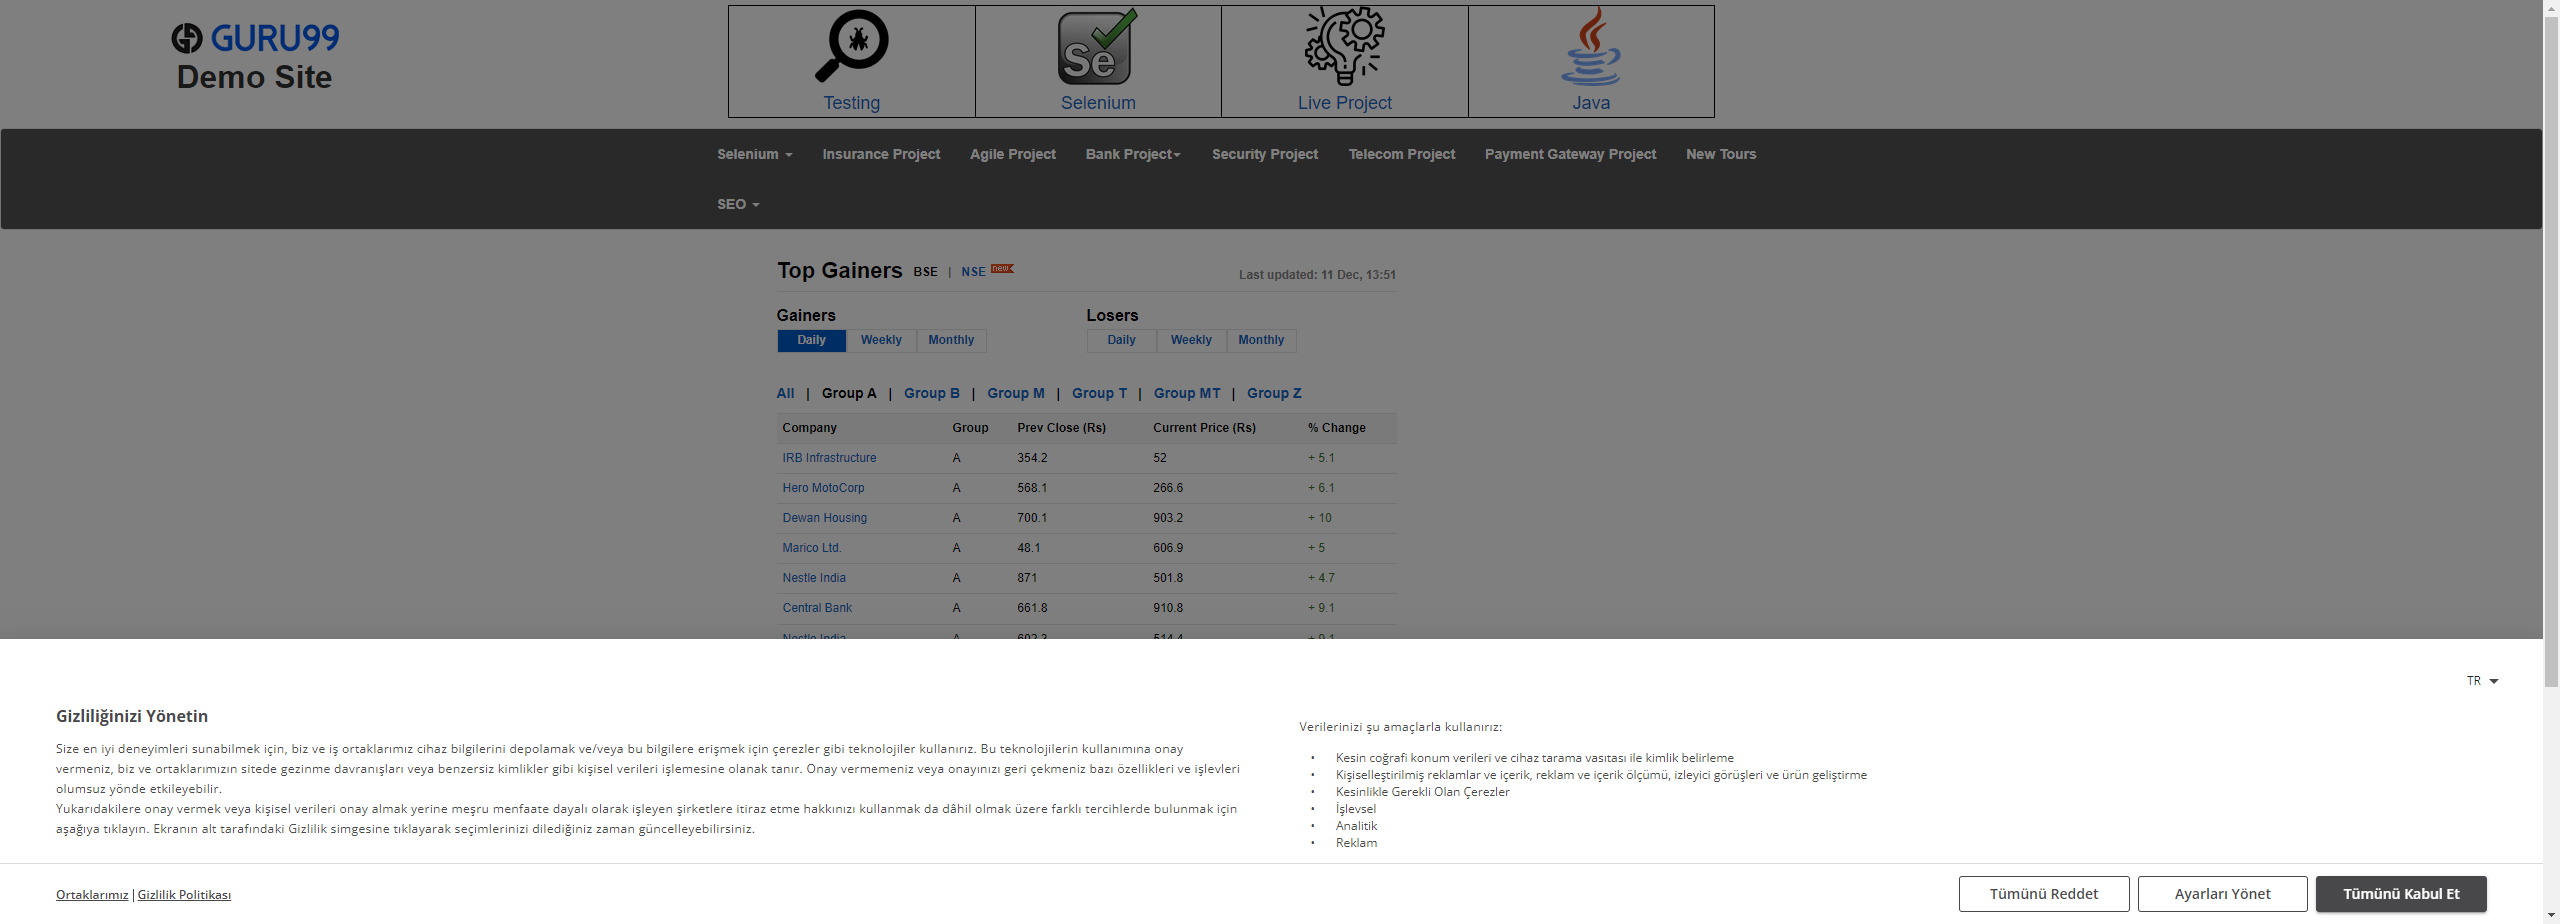 GURU99
Demo Site
Testing
Se
Selenium
Live Project
Java
Selenium Insurance Project Agile Project Bank Project Security Project Telecom Project Payment Gateway Project New Tours
SEO
Top Gainers BSE | NSE new
Last updated: 11 Dec, 13:51
Gainers Losers
Daily Weekly Monthly Daily Weekly Monthly
All | Group A | Group B | Group M | Group T | Group MT | Group Z
Company Group Prev Close (Rs) Current Price (Rs) % Change
IRB Infrastructure A 354.2 52 + 5.1
Hero MotoCorp A 568.1 266.6 + 6.1
Dewan Housing A 700.1 903.2 + 10
Marico Ltd. A 48.1 606.9 + 5
Nestle India A 871 501.8 + 4.7
Central Bank A 661.8 910.8 + 9.1
Nestle India A 602.3 514.4 + 9.1
TR
Gizliliğinizi Yönetin
Size en iyi deneyimleri sunabilmek için, biz ve iş ortaklarımız cihaz bilgilerini depolamak ve/veya bu bilgilere erişmek için çerezler gibi teknolojiler kullanırız. Bu teknolojilerin kullanımına onay
vermeniz, biz ve ortaklarımızın sitede gezinme davranışları veya benzersiz kimlikler gibi kişisel verileri işlemesine olanak tanır. Onay vermemeniz veya onayınızı geri çekmeniz bazı özellikleri ve işlevleri
olumsuz yönde etkileyebilir.
Yukarıdakilere onay vermek veya kişisel verileri onay almak yerine meşru menfaate dayalı olarak işleyen şirketlere itiraz etme hakkınızı kullanmak da dâhil olmak üzere farklı tercihlerde bulunmak için
aşağıya tıklayın. Ekranın alt tarafındaki Gizlilik simgesine tıklayarak seçimlerinizi dilediğiniz zaman güncelleyebilirsiniz.
Verilerinizi şu amaçlarla kullanırız:
• Kesin coğrafi konum verileri ve cihaz tarama vasıtası ile kimlik belirleme
• Kişiselleştirilmiş reklamlar ve içerik, reklam ve içerik ölçümü, izleyici görüşleri ve ürün geliştirme
• Kesinlikle Gerekli Olan Çerezler
• İşlevsel
• Analitik
• Reklam
Ortaklarımız | Gizlilik Politikası
Tümünü Reddet Ayarları Yönet Tümünü Kabul Et